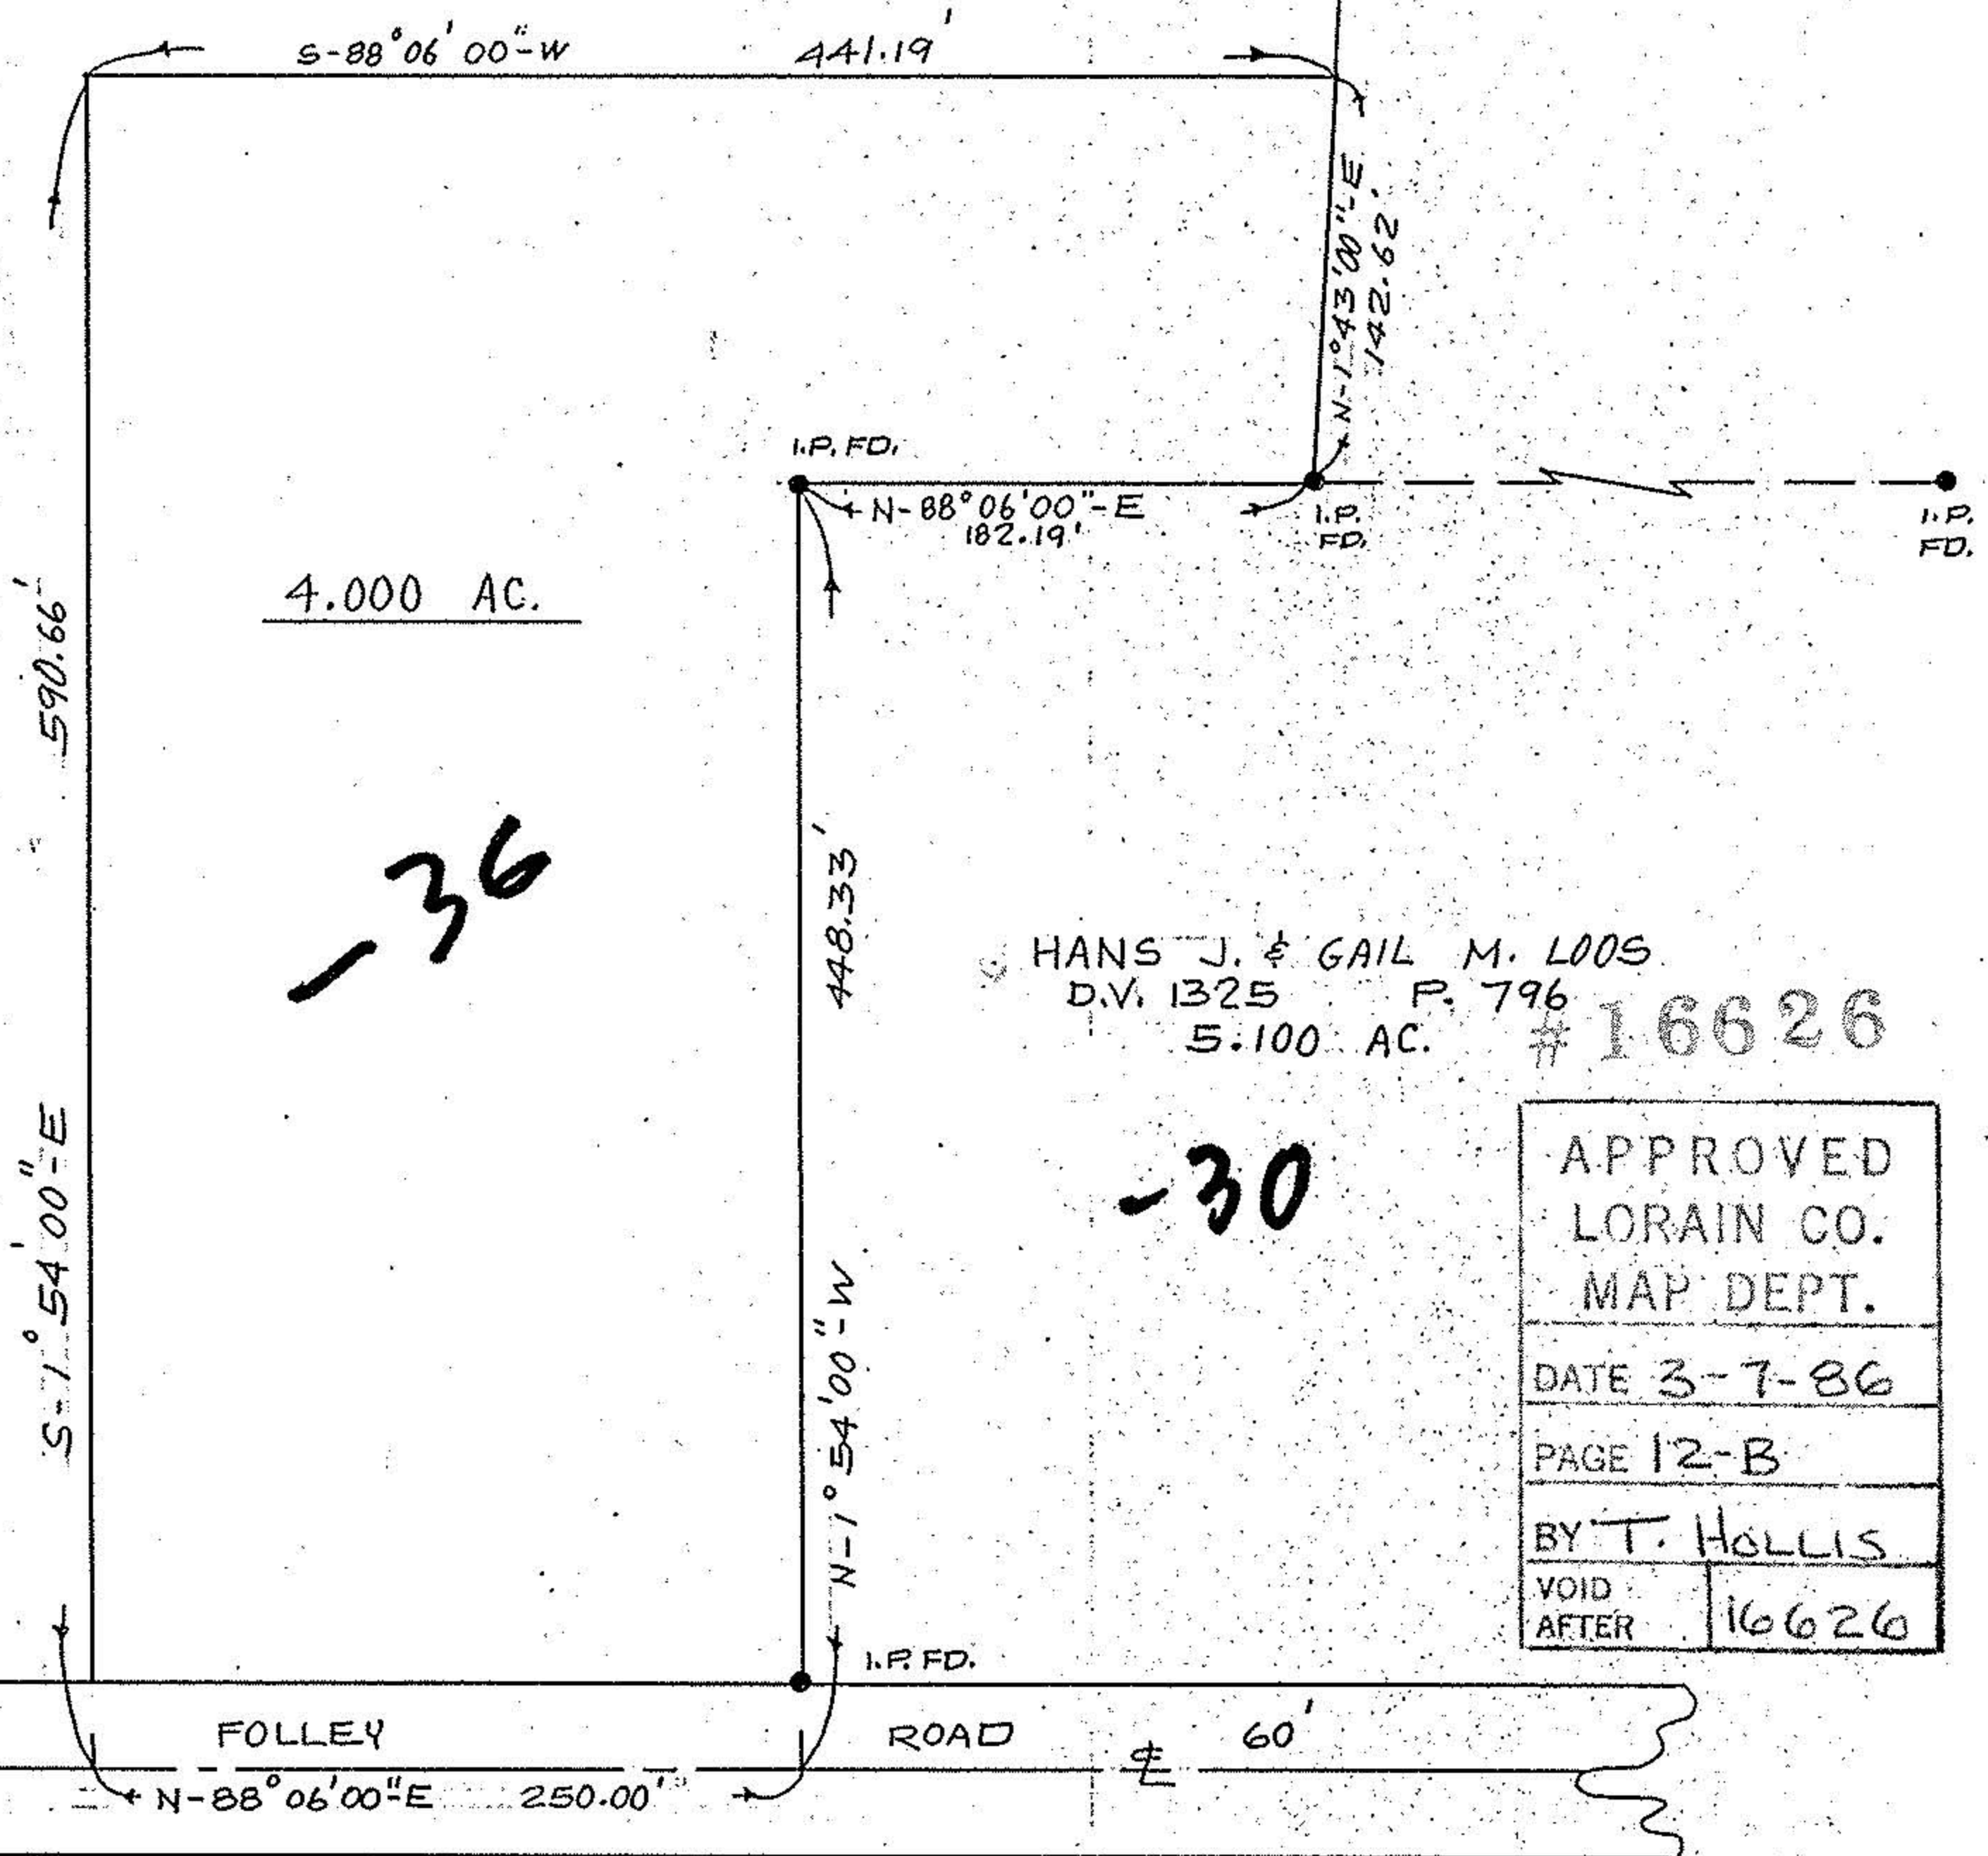 S-88°06'00"-W 441.19'
N-1°43'00"-E
142.62'
I.P. FD.
N-88°06'00"-E
182.19'
I.P.
FD.
I.P.
FD.
4.000 AC.
590.66'
S-1°54'00"-E
-36
448.33'
N-1°54'00"-W
HANS J. & GAIL M. LOOS
D.V. 1325 P. 796
5.100 AC.
#16626
-30
APPROVED
LORAIN CO.
MAP DEPT.
DATE 3-7-86
PAGE 12-B
BY T. HOLLIS
VOID
AFTER 16626
I.P. FD.
FOLLEY ROAD ℄ 60'
N-88°06'00"-E 250.00'